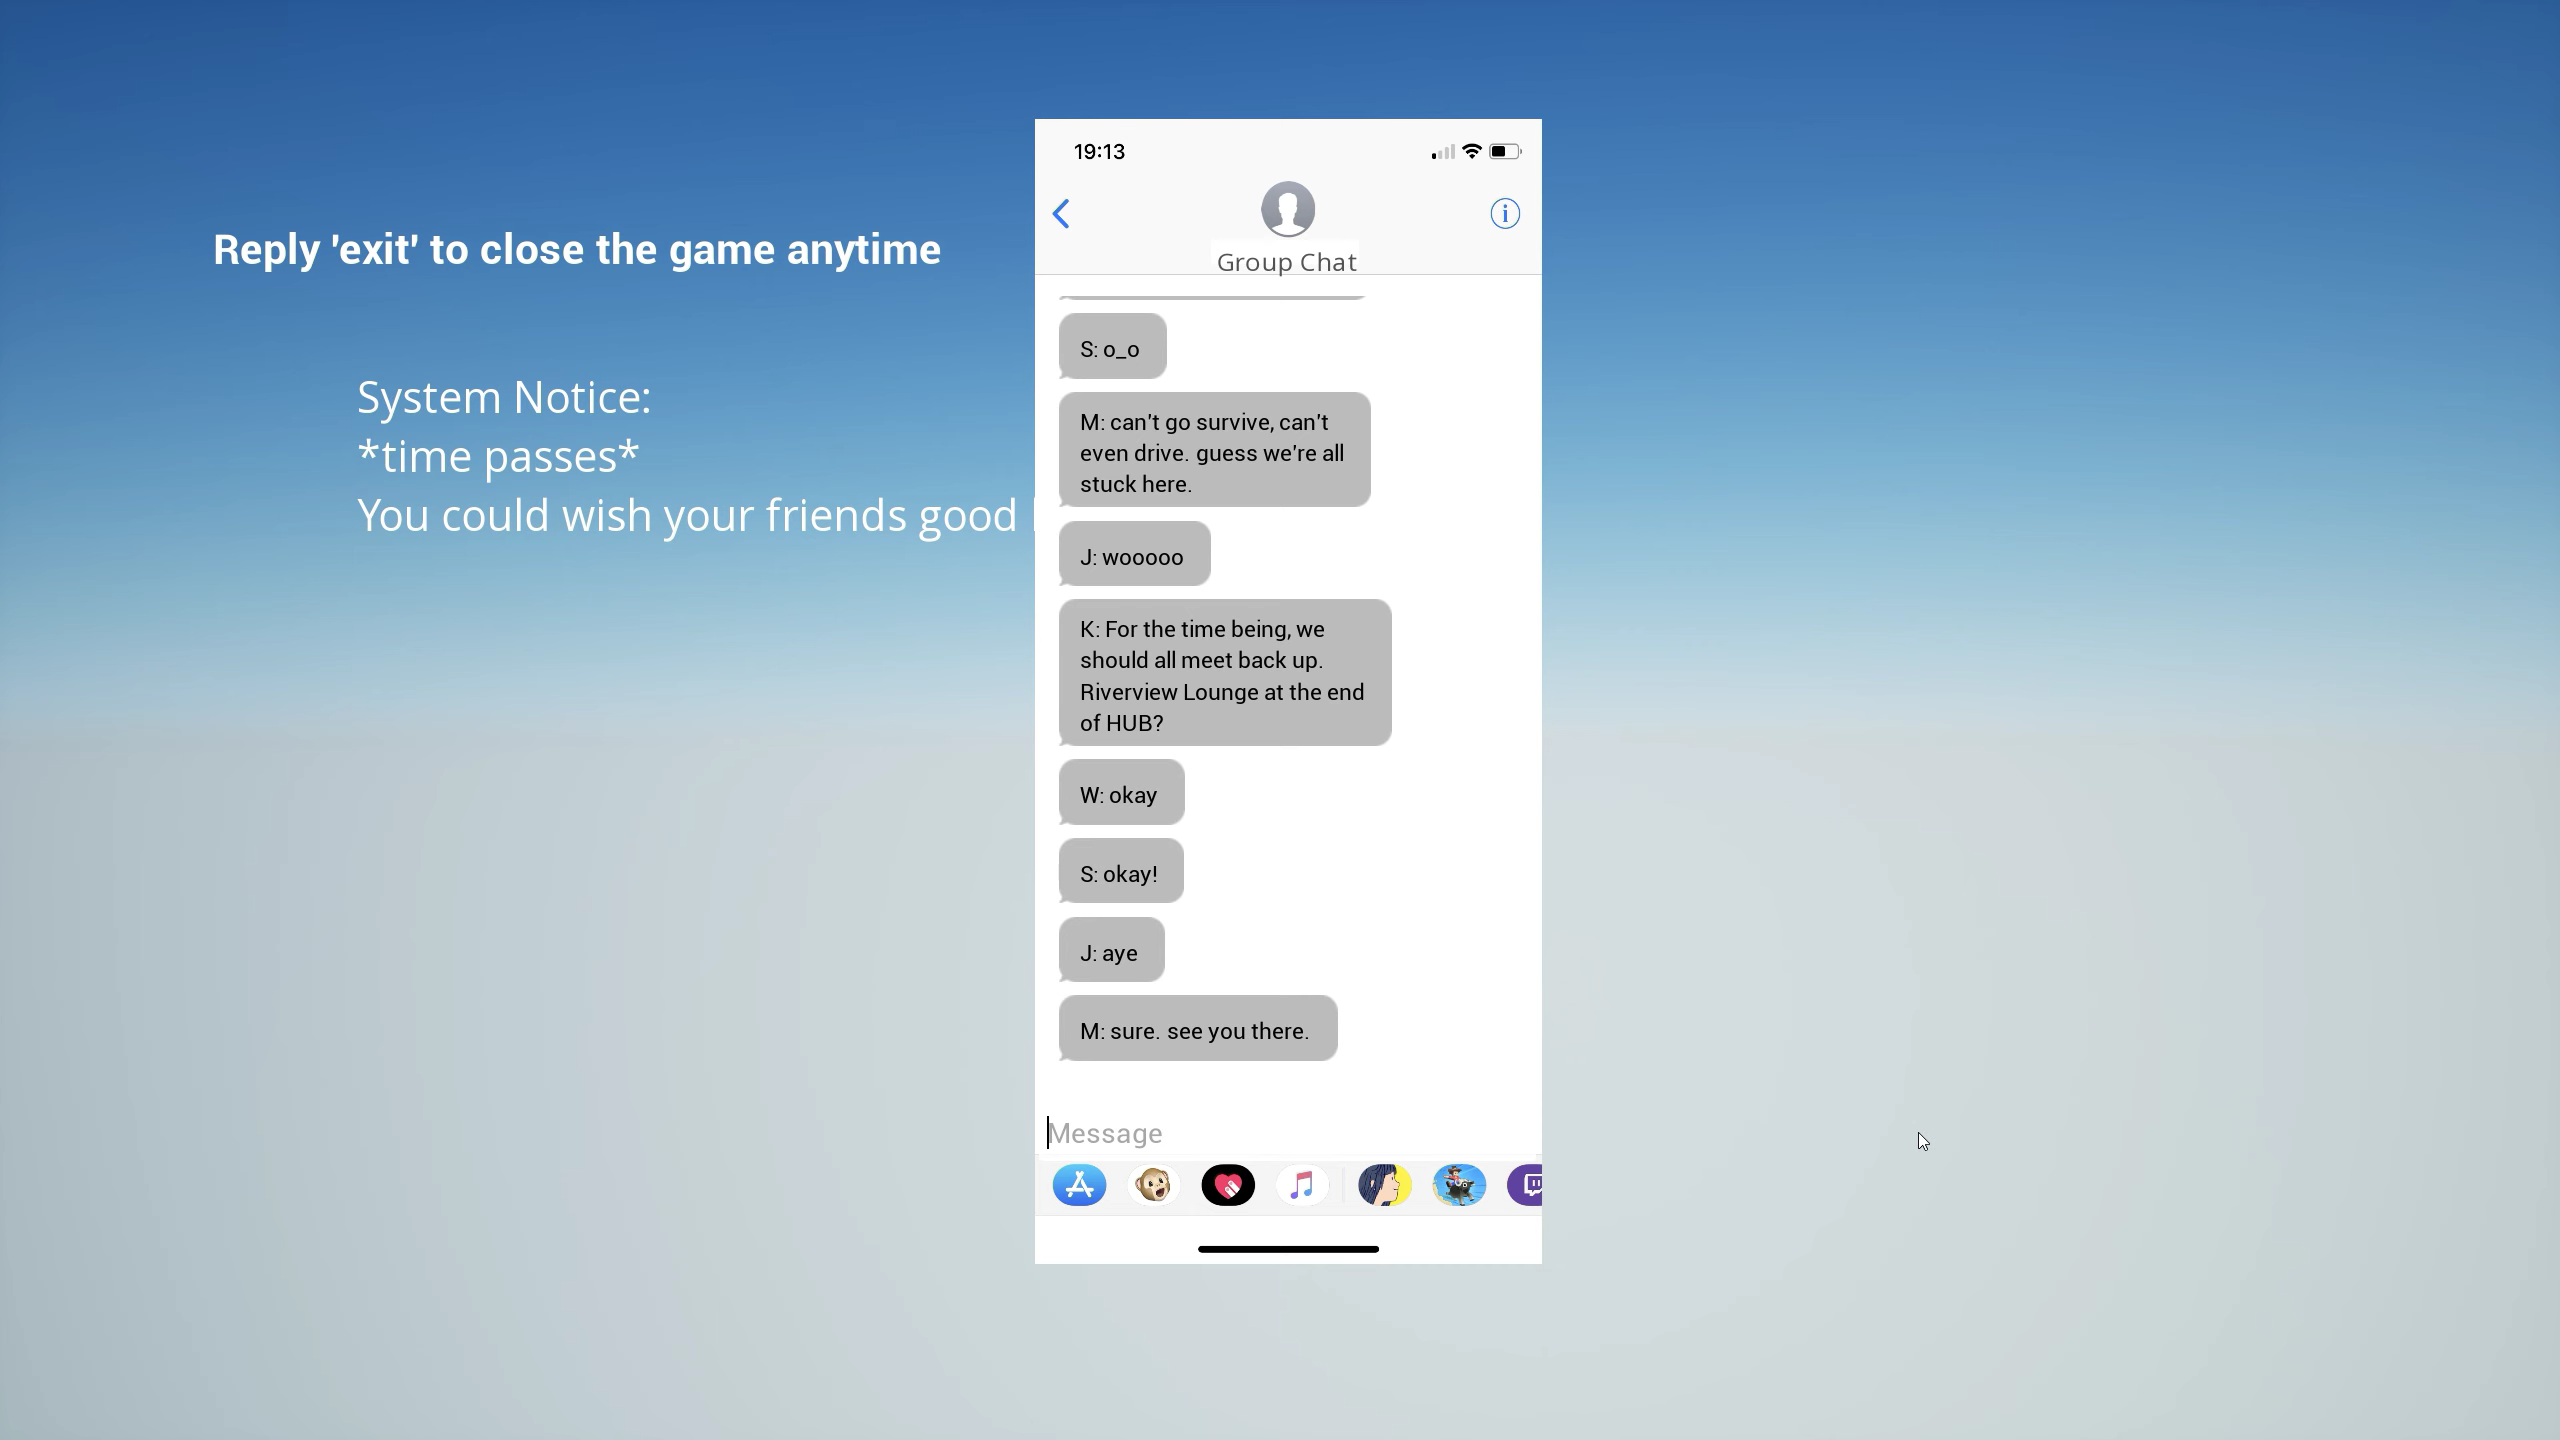 Reply 'exit' to close the game anytime
System Notice:
*time passes*
You could wish your friends good
19:13
Group Chat
S: o_o
M: can't go survive, can't
even drive. guess we're all
stuck here.
J: wooooo
K: For the time being, we
should all meet back up.
Riverview Lounge at the end
of HUB?
W: okay
S: okay!
J: aye
M: sure. see you there.
Message